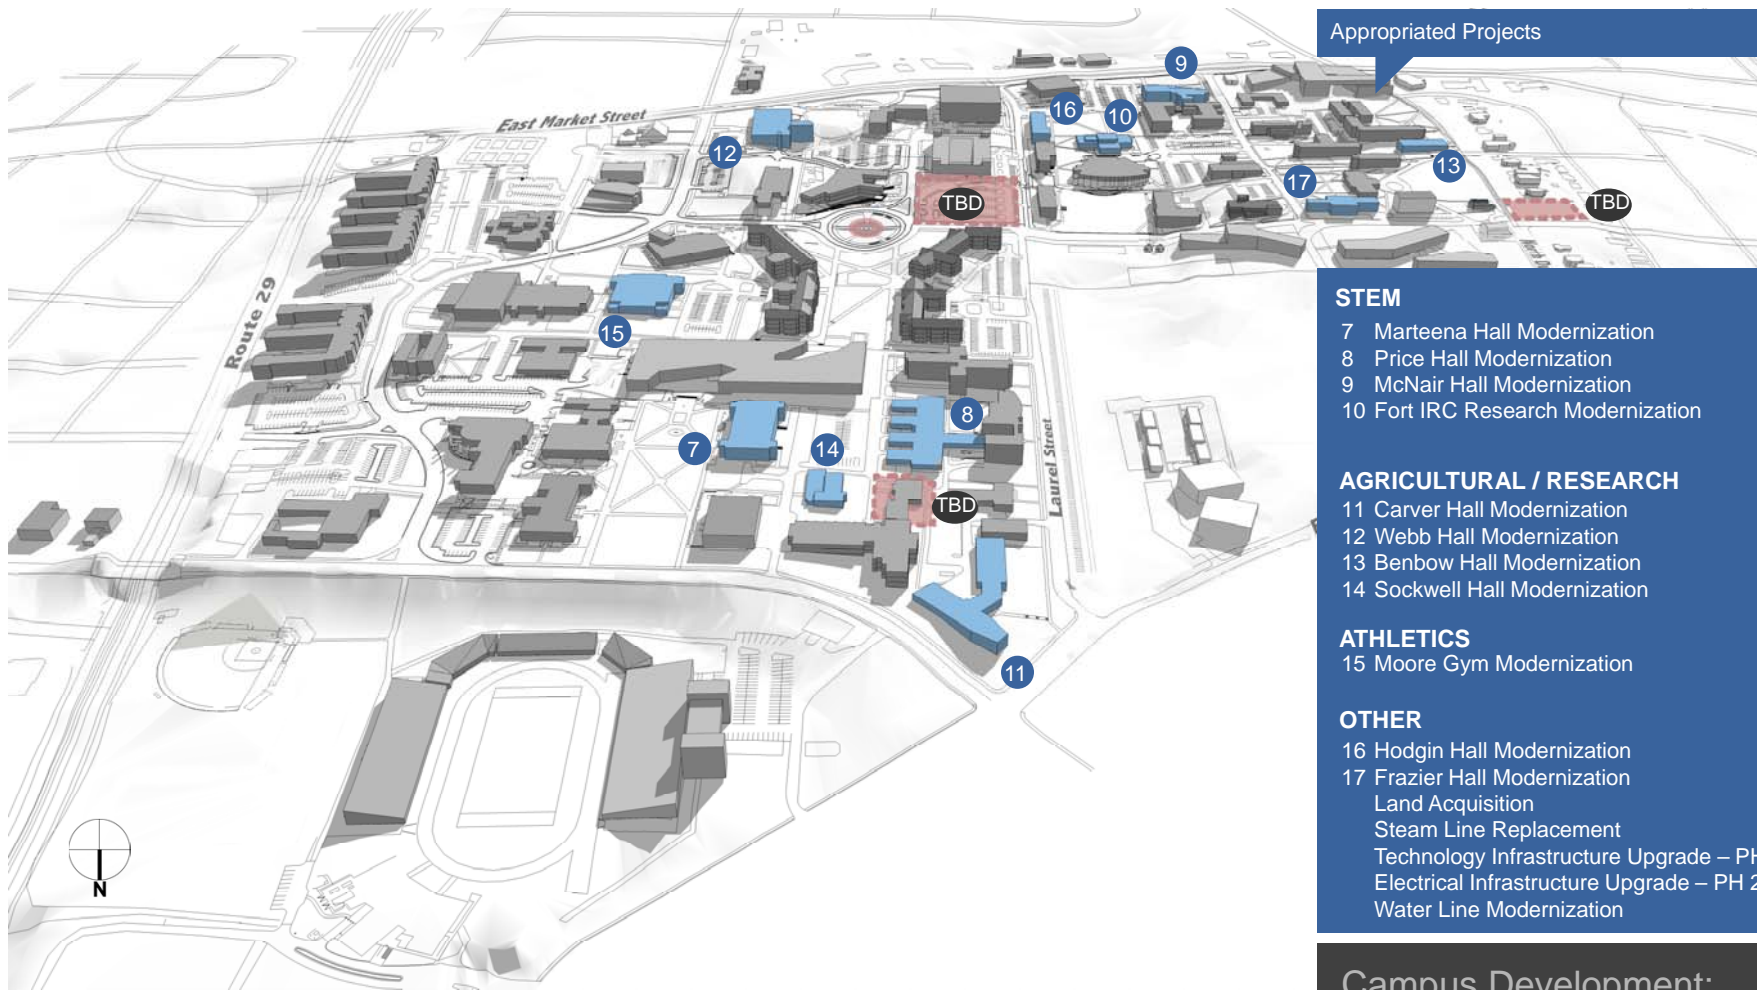 Appropriated Projects
9
16
10
East Market Street
12
13
17
TBD
TBD
Route 29
15
8
7
14
Laurel Street
TBD
11
N
STEM
7 Marteena Hall Modernization
8 Price Hall Modernization
9 McNair Hall Modernization
10 Fort IRC Research Modernization
AGRICULTURAL / RESEARCH
11 Carver Hall Modernization
12 Webb Hall Modernization
13 Benbow Hall Modernization
14 Sockwell Hall Modernization
ATHLETICS
15 Moore Gym Modernization
OTHER
16 Hodgin Hall Modernization
17 Frazier Hall Modernization
Land Acquisition
Steam Line Replacement
Technology Infrastructure Upgrade – PH
Electrical Infrastructure Upgrade – PH 2
Water Line Modernization
Campus Development: